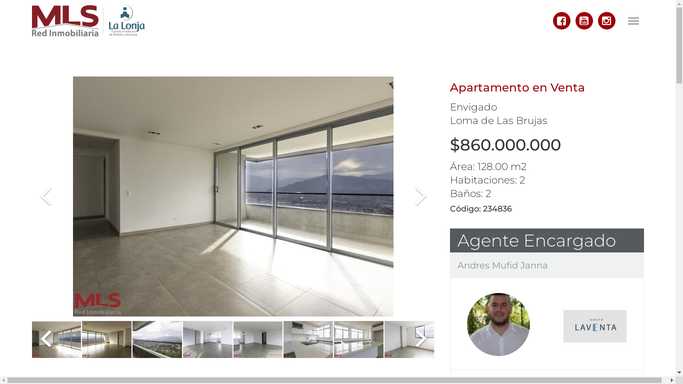 MLS
Red Inmobiliaria
La Lonja
Apartamento en Venta
Envigado
Loma de Las Brujas
$860.000.000
Área: 128.00 m2
Habitaciones: 2
Baños: 2
Código: 234836
Agente Encargado
Andres Mufid Janna
MLS
Red Inmobiliaria
LAVENTA